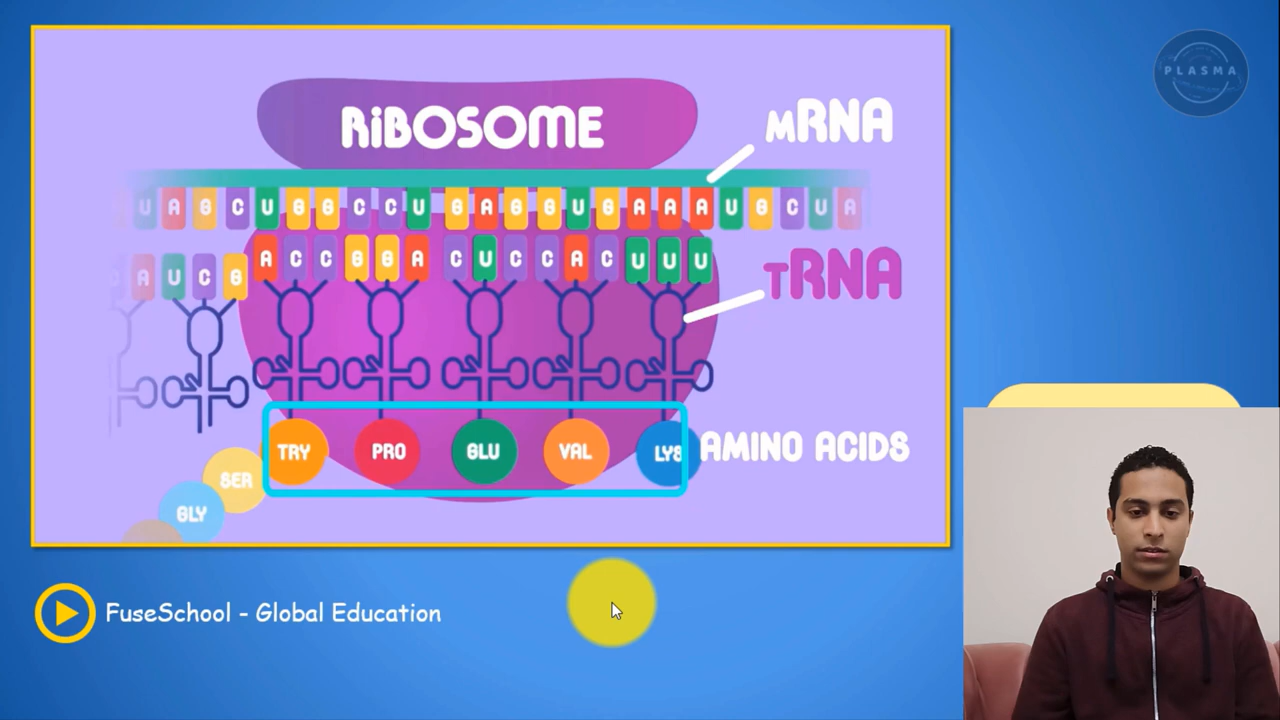 PLASMA
RiBOSOME
mRNA
U A G C U G G C C U G A G G U G A A A U G C U A
A U C G A C C G G A C U C C A C U U U
tRNA
TRY PRO GLU VAL LYS AMINO ACIDS
SER
GLY
FuseSchool - Global Education